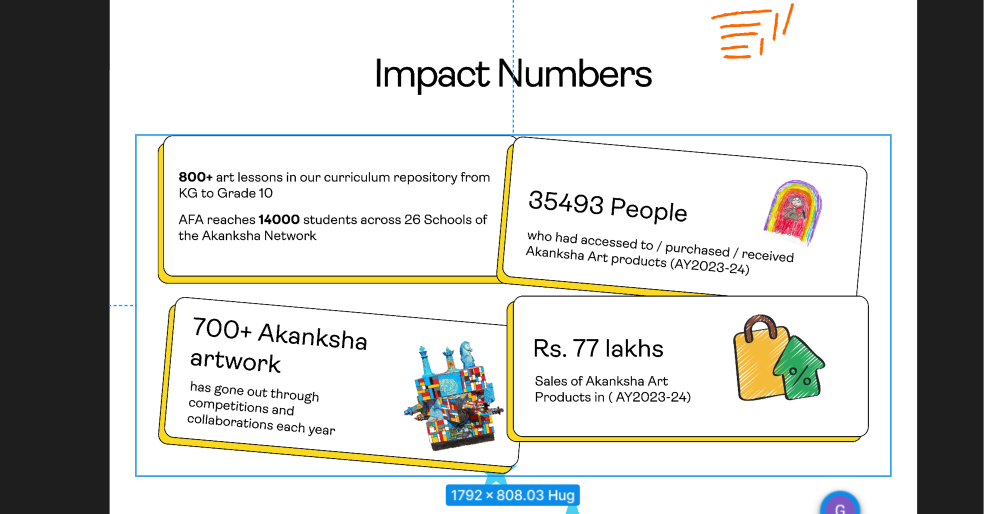 Impact Numbers
800+ art lessons in our curriculum repository from
KG to Grade 10
AFA reaches 14000 students across 26 Schools of
the Akanksha Network
35493 People
who had accessed to / purchased / received
Akanksha Art products (AY2023-24)
700+ Akanksha
artwork
has gone out through
competitions and
collaborations each year
Rs. 77 lakhs
Sales of Akanksha Art
Products in ( AY2023-24)
%
1792 × 808.03 Hug
G